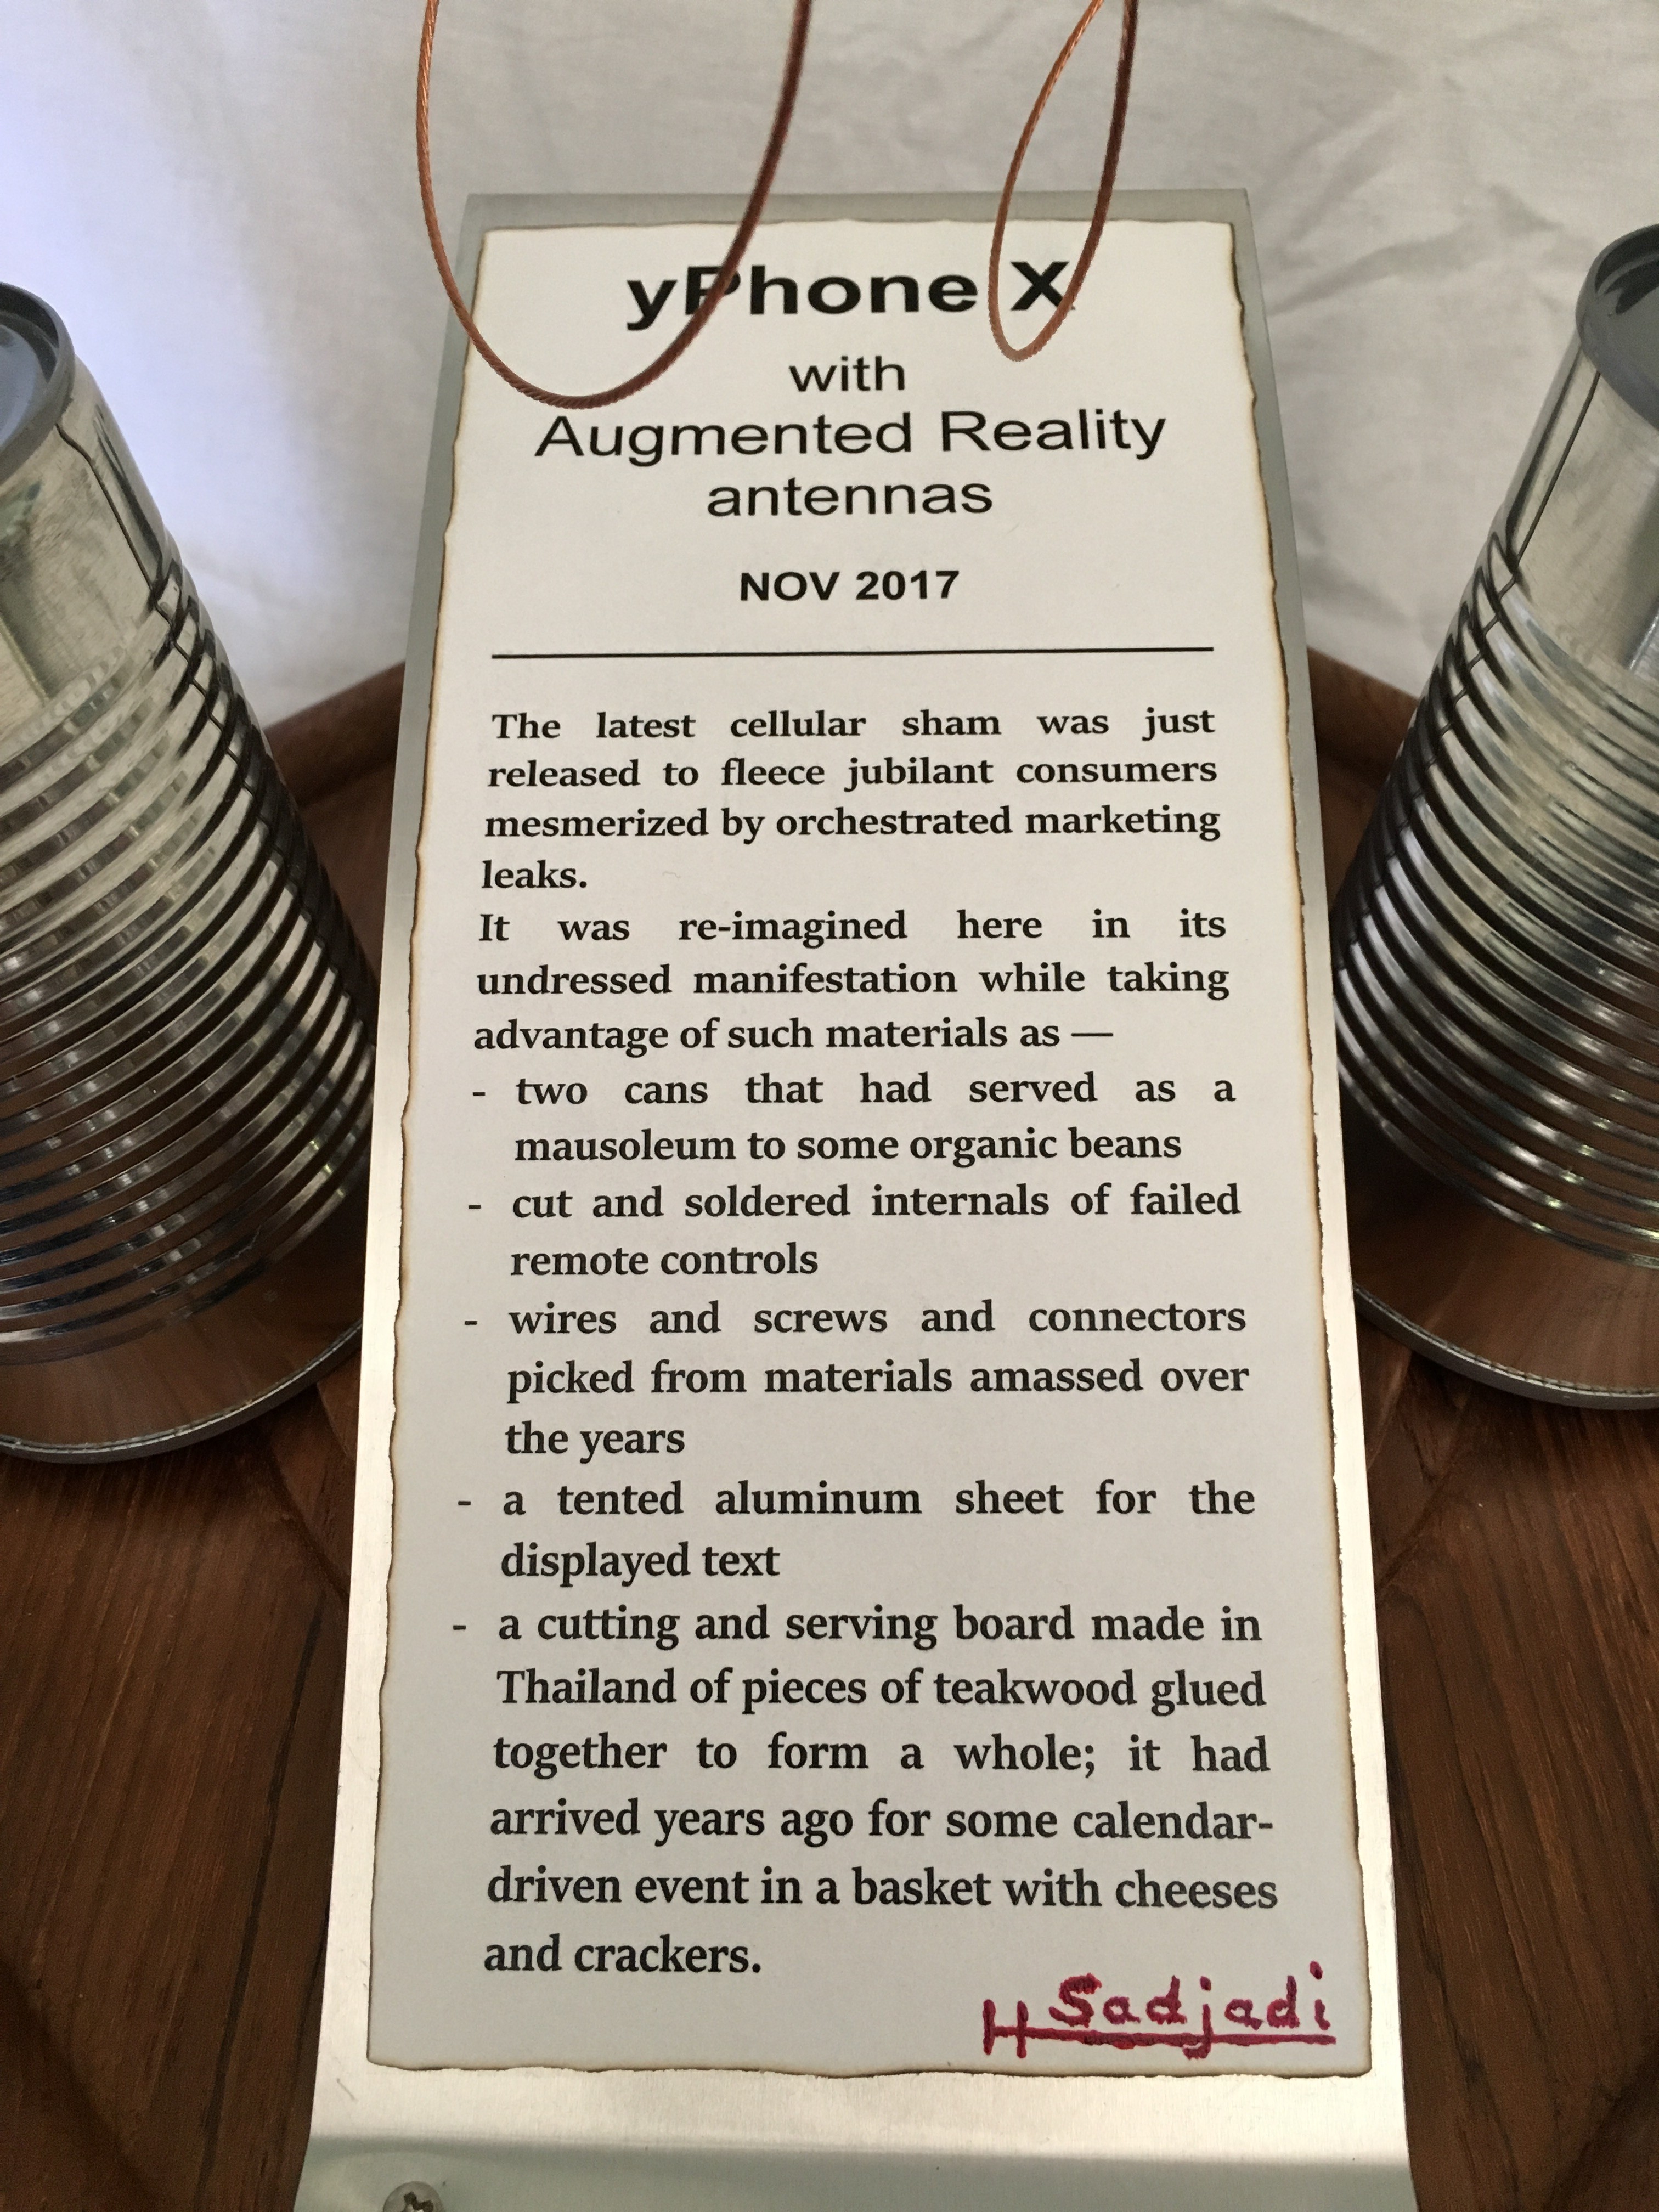 yPhone X
with
Augmented Reality
antennas
NOV 2017
The latest cellular sham was just
released to fleece jubilant consumers
mesmerized by orchestrated marketing
leaks.
It was re-imagined here in its
undressed manifestation while taking
advantage of such materials as —
- two cans that had served as a
mausoleum to some organic beans
- cut and soldered internals of failed
remote controls
- wires and screws and connectors
picked from materials amassed over
the years
- a tented aluminum sheet for the
displayed text
- a cutting and serving board made in
Thailand of pieces of teakwood glued
together to form a whole; it had
arrived years ago for some calendar-
driven event in a basket with cheeses
and crackers.
H Sadjadi